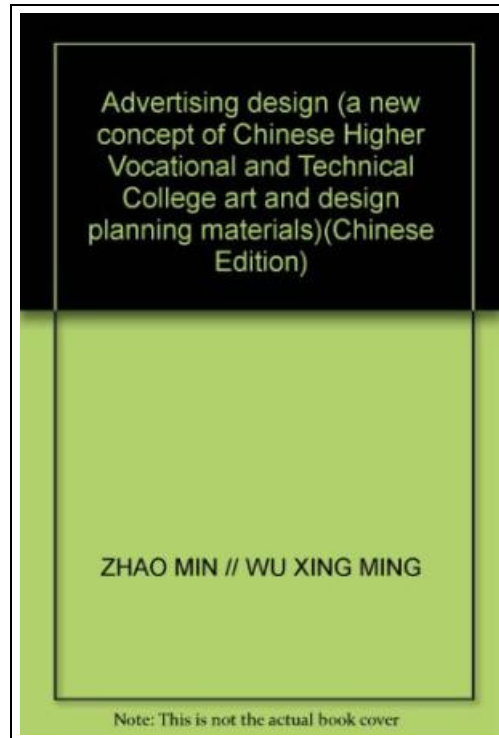 Advertising design (a new
concept of Chinese Higher
Vocational and Technical
College art and design
planning materials)(Chinese
Edition)
ZHAO MIN // WU XING MING
Note: This is not the actual book cover